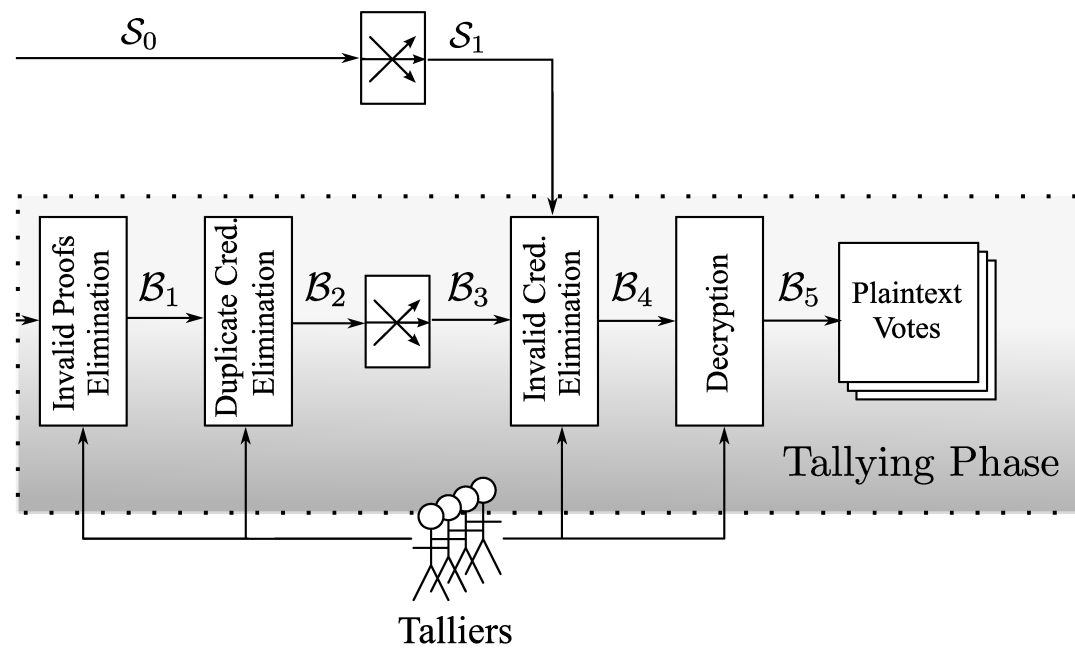 𝒮₀
𝒮₁
Invalid Proofs
Elimination
ℬ₁
Duplicate Cred.
Elimination
ℬ₂
ℬ₃
Invalid Cred.
Elimination
ℬ₄
Decryption
ℬ₅
Plaintext
Votes
Tallying Phase
Talliers